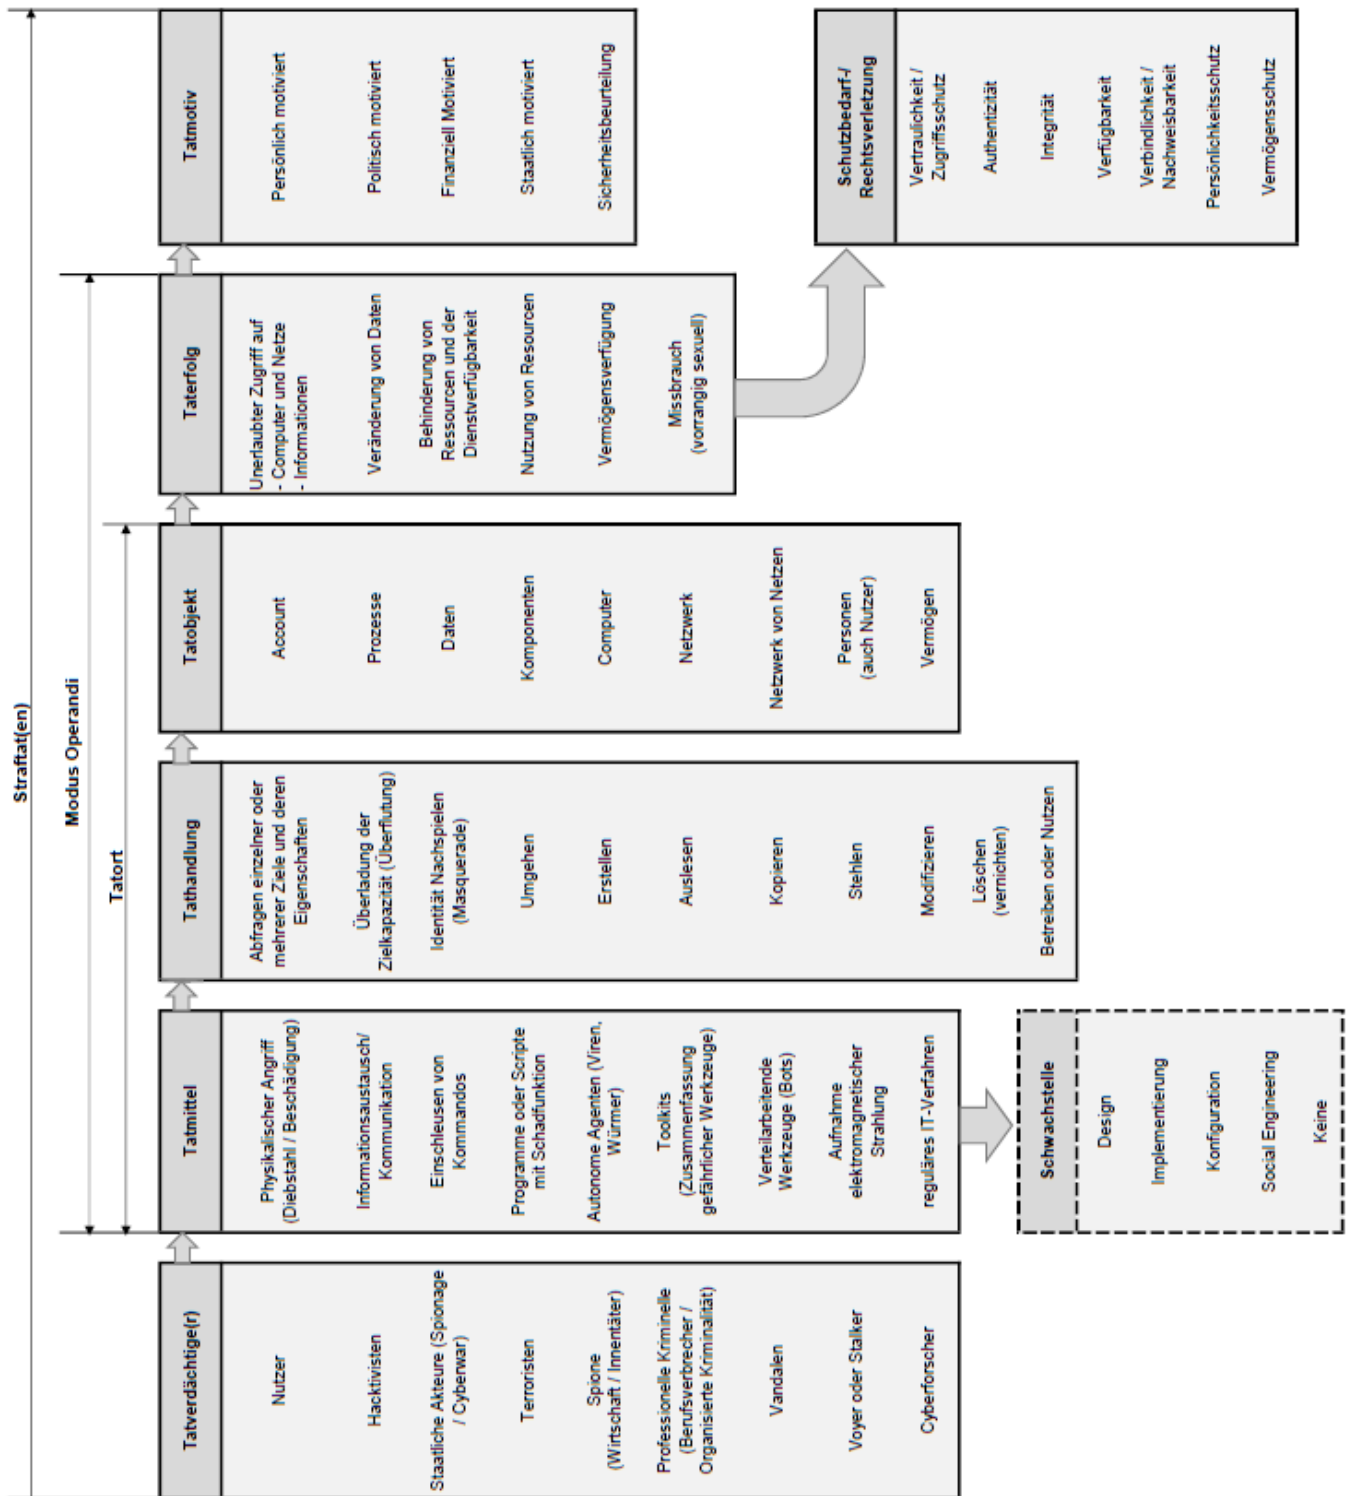 Straftat(en)
Modus Operandi
Tatort
Tatverdächtige(r)
Nutzer
Hacktivisten
Staatliche Akteure (Spionage
/ Cyberwar)
Terroristen
Spione
(Wirtschaft / Innentäter)
Professionelle Kriminelle
(Berufsverbrecher /
Organisierte Kriminalität)
Vandalen
Voyer oder Stalker
Cyberforscher
Tatmittel
Physikalischer Angriff
(Diebstahl / Beschädigung)
Informationsaustausch/
Kommunikation
Einschleusen von
Kommandos
Programme oder Scripte
mit Schadfunktion
Autonome Agenten (Viren,
Würmer)
Toolkits
(Zusammenfassung
gefährlicher Werkzeuge)
Verteilarbeitende
Werkzeuge (Bots)
Aufnahme
elektromagnetischer
Strahlung
reguläres IT-Verfahren
Schwachstelle
Design
Implementierung
Konfiguration
Social Engineering
Keine
Tathandlung
Abfragen einzelner oder
mehrerer Ziele und deren
Eigenschaften
Überladung der
Zielkapazität (Überflutung)
Identität Nachspielen
(Masquerade)
Umgehen
Erstellen
Auslesen
Kopieren
Stehlen
Modifizieren
Löschen
(vernichten)
Betreiben oder Nutzen
Tatobjekt
Account
Prozesse
Daten
Komponenten
Computer
Netzwerk
Netzwerk von Netzen
Personen
(auch Nutzer)
Vermögen
Taterfolg
Unerlaubter Zugriff auf
- Computer und Netze
- Informationen
Veränderung von Daten
Behinderung von
Ressourcen und der
Dienstverfügbarkeit
Nutzung von Resourcen
Vermögensverfügung
Missbrauch
(vorrangig sexuell)
Tatmotiv
Persönlich motiviert
Politisch motiviert
Finanziell Motiviert
Staatlich motiviert
Sicherheitsbeurteilung
Schutzbedarf-/
Rechtsverletzung
Vertraulichkeit /
Zugriffsschutz
Authentizität
Integrität
Verfügbarkeit
Verbindlichkeit /
Nachweisbarkeit
Persönlichkeitsschutz
Vermögensschutz